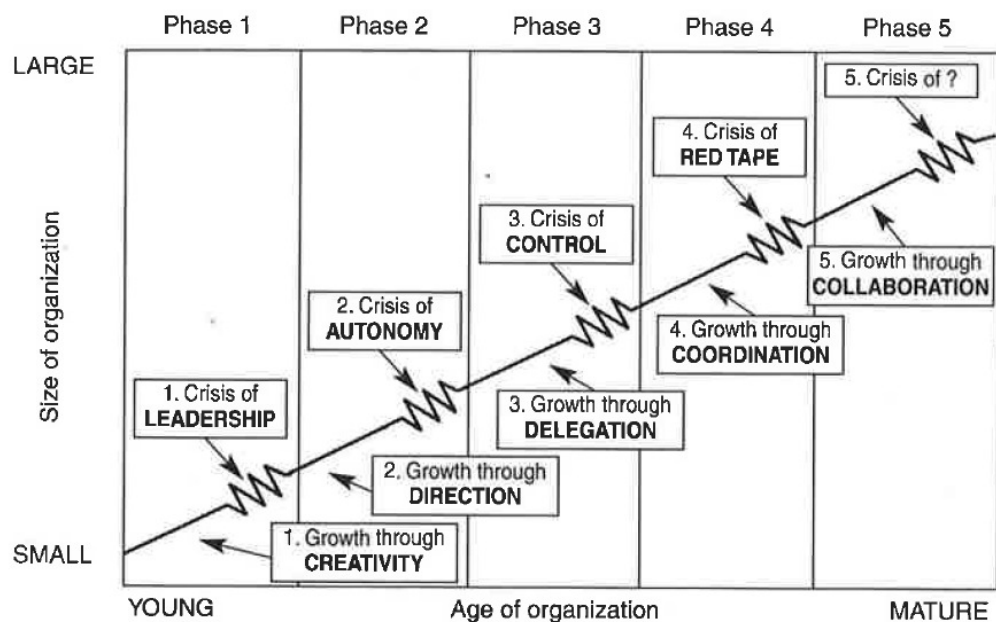 Phase 1 Phase 2 Phase 3 Phase 4 Phase 5
LARGE
5. Crisis of ?
4. Crisis of
RED TAPE
3. Crisis of
CONTROL
5. Growth through
COLLABORATION
Size of organization
2. Crisis of
AUTONOMY
4. Growth through
COORDINATION
1. Crisis of
LEADERSHIP
3. Growth through
DELEGATION
2. Growth through
DIRECTION
1. Growth through
CREATIVITY
SMALL
YOUNG Age of organization MATURE